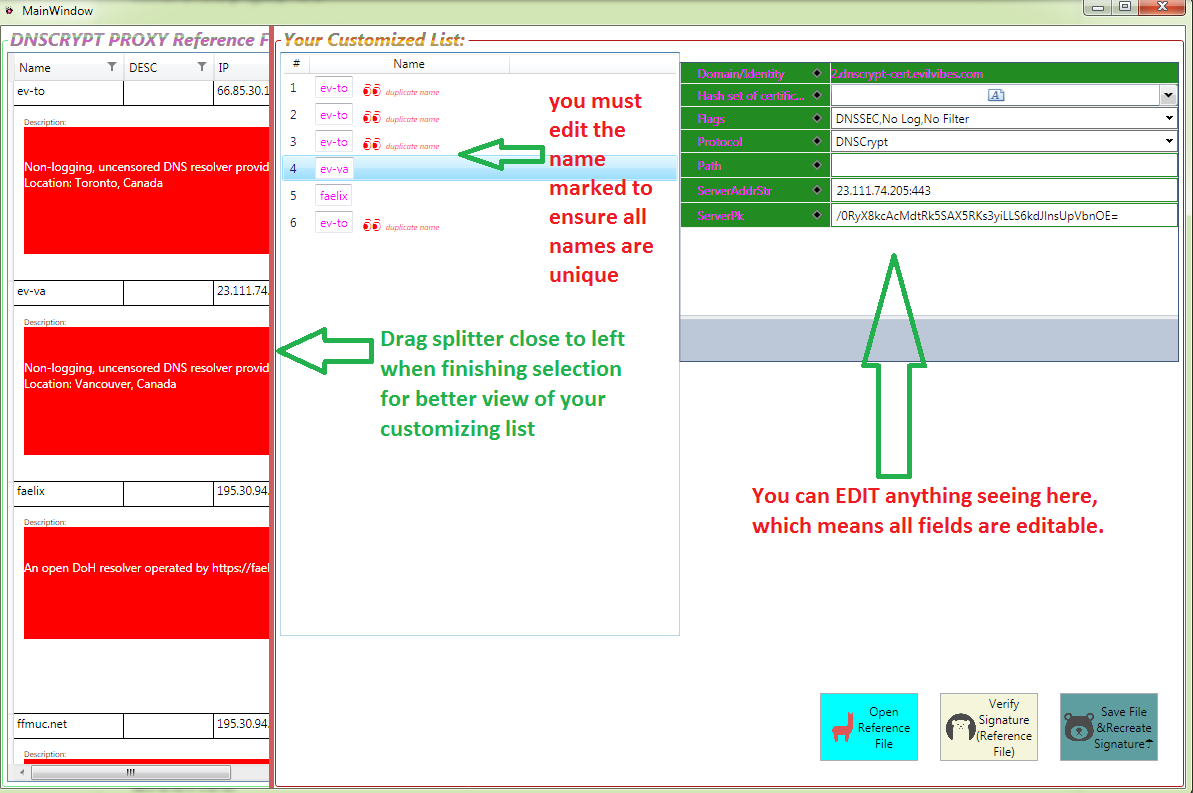 MainWindow
DNSCRYPT PROXY Reference F
Name DESC IP
ev-to 66.85.30.1
Description:
Non-logging, uncensored DNS resolver provid
Location: Toronto, Canada
ev-va 23.111.74.
Description:
Non-logging, uncensored DNS resolver provid
Location: Vancouver, Canada
faelix 195.30.94.
Description:
An open DoH resolver operated by https://fael
ffmuc.net 195.30.94.
Description:
Your Customized List:
# Name
1 ev-to duplicate name
2 ev-to duplicate name
3 ev-to duplicate name
4 ev-va
5 faelix
6 ev-to duplicate name
you must
edit the
name
marked to
ensure all
names are
unique
Drag splitter close to left
when finishing selection
for better view of your
customizing list
Domain/Identity 2.dnscrypt-cert.evilvibes.com
Hash set of certific... A
Flags DNSSEC,No Log,No Filter
Protocol DNSCrypt
Path
ServerAddrStr 23.111.74.205:443
ServerPk /0RyX8kcAcMdtRk5SAX5RKs3yiLLS6kdJInsUpVbnOE=
You can EDIT anything seeing here,
which means all fields are editable.
Open
Reference
File
Verify
Signature
(Reference
File)
Save File
&Recreate
Signature